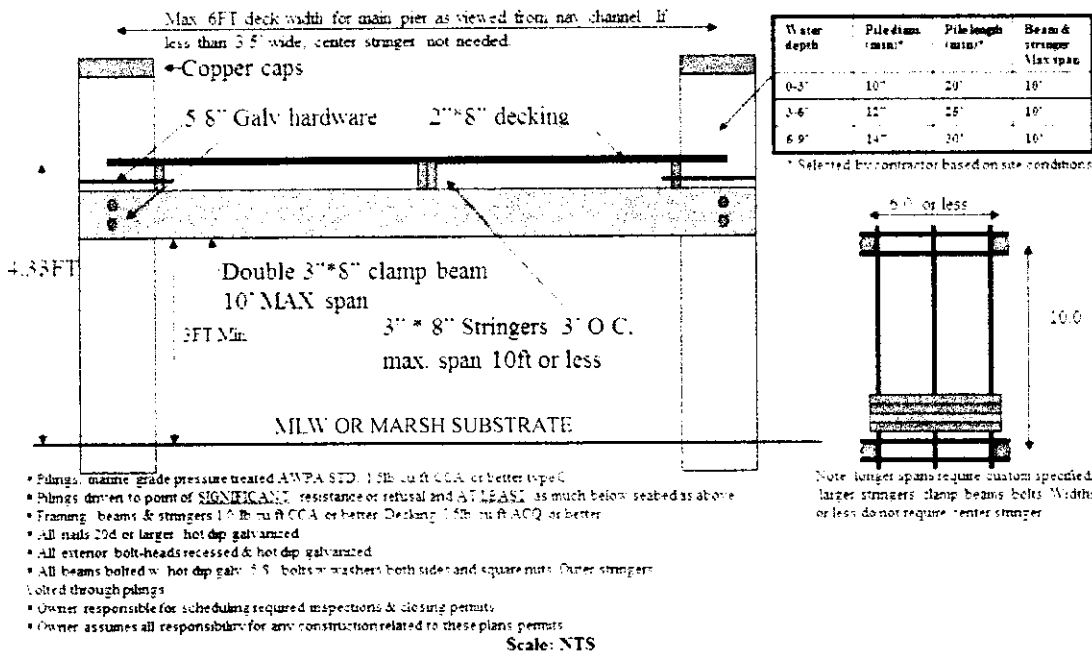 Max 6FT deck width for main pier as viewed from nav channel. If
less than 3.5' wide, center stringer not needed.
Copper caps
5 8" Galv hardware
2"*8" decking
4.33FT
Double 3"*8" clamp beam
10' MAX span
3FT Min
3" * 8" Stringers 3' O.C.
max. span 10ft or less
MLW OR MARSH SUBSTRATE
Water depth | Pile diam (min)* | Pile length (min)* | Beam & stringer Max span
0-3' | 10" | 20' | 10'
3-6' | 12" | 25' | 10'
6-9' | 14" | 30' | 10'
* Selected by contractor based on site conditions
6.0' or less
10.0
Note: longer spans require custom specified,
larger stringers, clamp beams, bolts. Widths
or less do not require center stringer
* Pilings: marine grade pressure treated AWPA STD. cu ft CCA or better type C
* Pilings driven to point of SIGNIFICANT resistance or refusal and AT LEAST as much below seabed as above
* Framing, beams & stringers cu ft CCA or better. Decking cu ft ACQ or better
* All nails 20d or larger, hot dip galvanized
* All exterior bolt-heads recessed & hot dip galvanized
* All beams bolted w/ hot dip galv. 5 8" bolts w/washers both sides and square nuts. Outer stringers
bolted through pilings
* Owner responsible for scheduling required inspections & closing permits
* Owner assumes all responsibility for any construction related to these plans permits
Scale: NTS